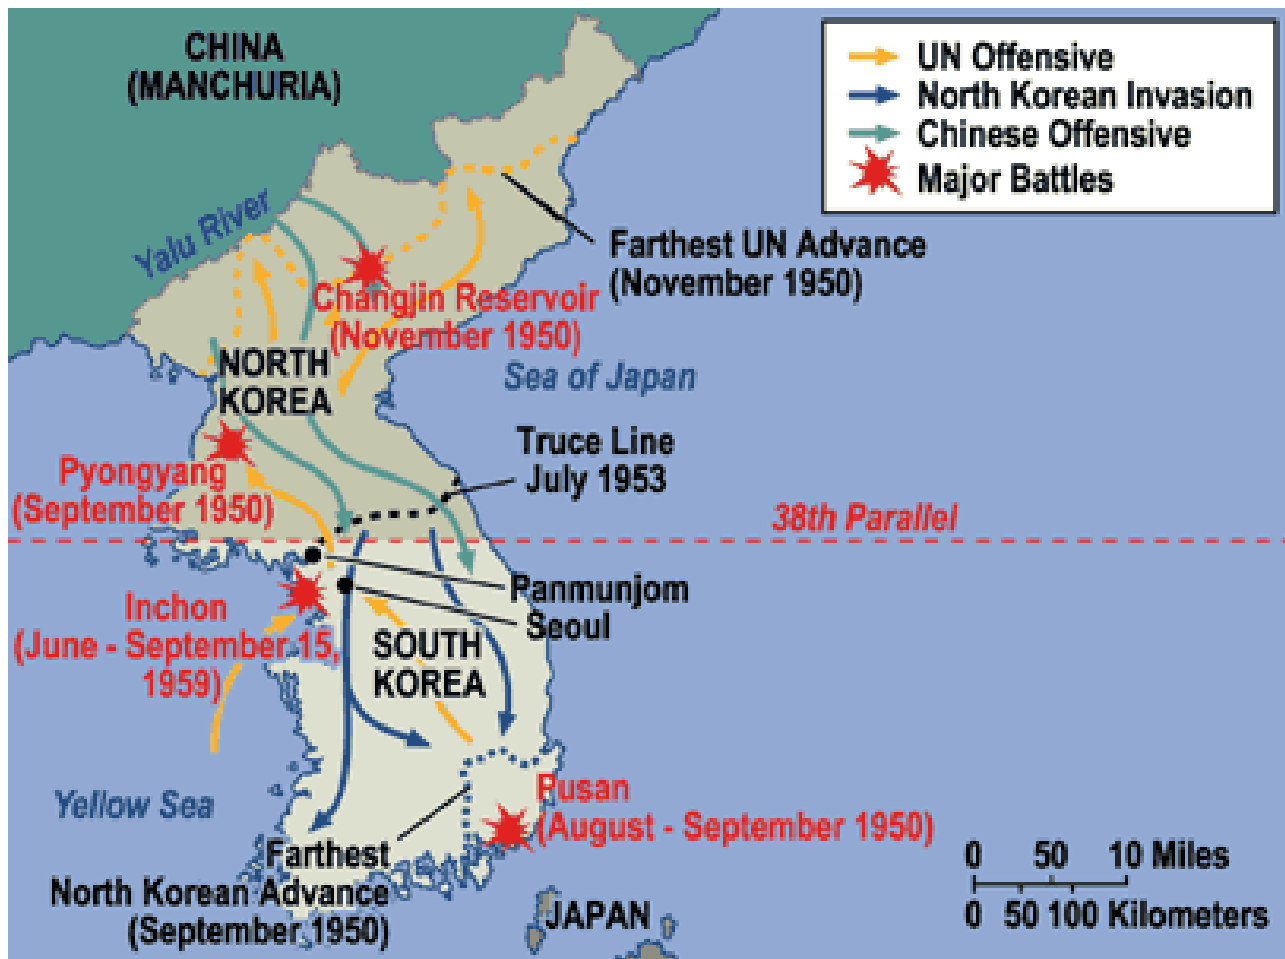 CHINA
(MANCHURIA)
UN Offensive
North Korean Invasion
Chinese Offensive
Major Battles
Yalu River
Farthest UN Advance
(November 1950)
Changjin Reservoir
(November 1950)
NORTH
KOREA
Sea of Japan
Truce Line
July 1953
Pyongyang
(September 1950)
38th Parallel
Panmunjom
Seoul
Inchon
(June - September 15,
1959)
SOUTH
KOREA
Yellow Sea
Pusan
(August - September 1950)
Farthest
North Korean Advance
(September 1950)
JAPAN
0 50 10 Miles
0 50 100 Kilometers